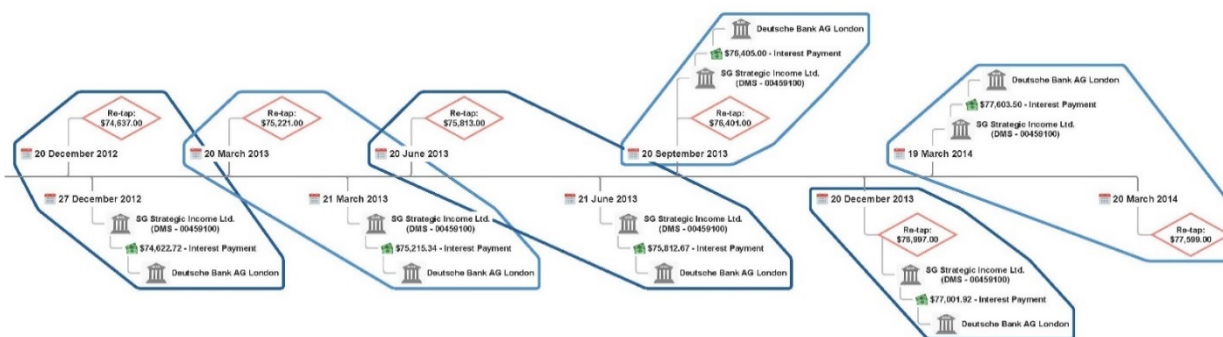 Deutsche Bank AG London
$76,405.00 - Interest Payment
SG Strategic Income Ltd.
(DMS - 00459100)
Re-tap:
$76,401.00
20 September 2013
Re-tap:
$74,637.00
20 December 2012
Re-tap:
$75,221.00
20 March 2013
Re-tap:
$75,813.00
20 June 2013
Deutsche Bank AG London
$77,603.50 - Interest Payment
SG Strategic Income Ltd.
(DMS - 00459100)
19 March 2014
27 December 2012
SG Strategic Income Ltd.
(DMS - 00459100)
$74,622.72 - Interest Payment
Deutsche Bank AG London
21 March 2013
SG Strategic Income Ltd.
(DMS - 00459100)
$75,215.34 - Interest Payment
Deutsche Bank AG London
21 June 2013
SG Strategic Income Ltd.
(DMS - 00459100)
$75,812.67 - Interest Payment
Deutsche Bank AG London
20 December 2013
Re-tap:
$76,997.00
SG Strategic Income Ltd.
(DMS - 00459100)
$77,001.92 - Interest Payment
Deutsche Bank AG London
20 March 2014
Re-tap:
$77,599.00